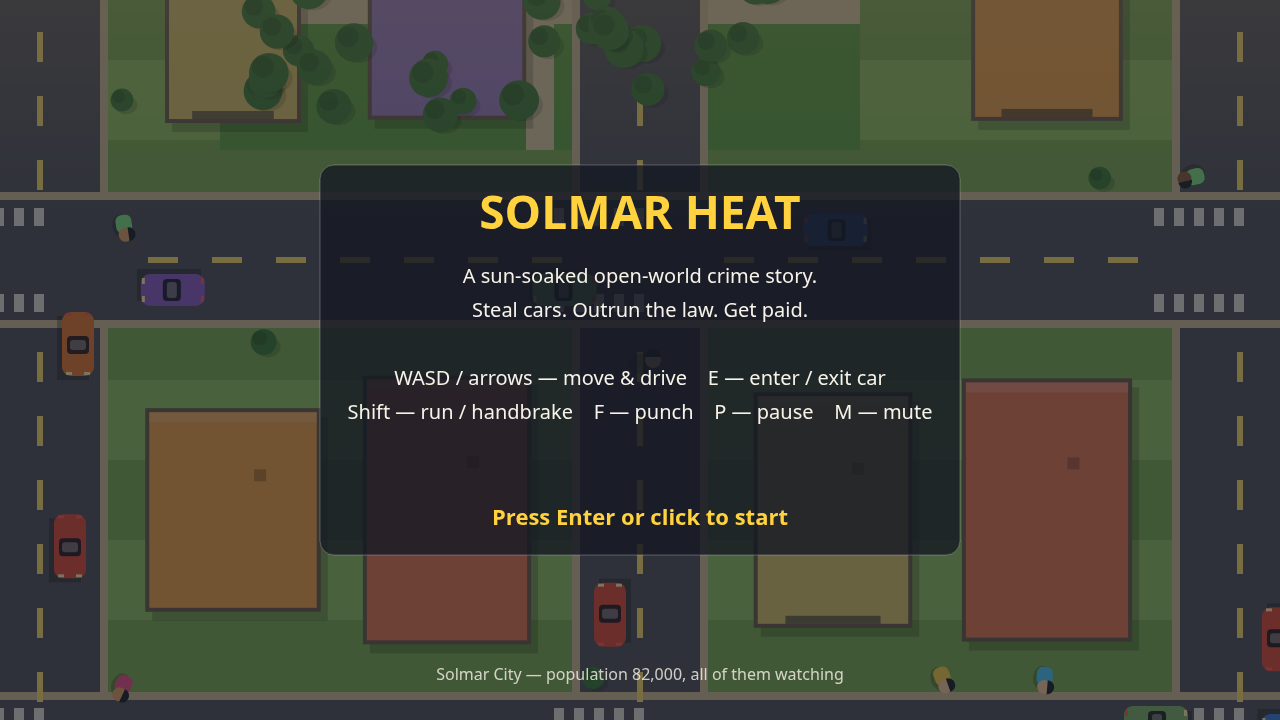 SOLMAR HEAT
A sun-soaked open-world crime story.
Steal cars. Outrun the law. Get paid.
WASD / arrows — move & drive E — enter / exit car
Shift — run / handbrake F — punch P — pause M — mute
Press Enter or click to start
Solmar City — population 82,000, all of them watching